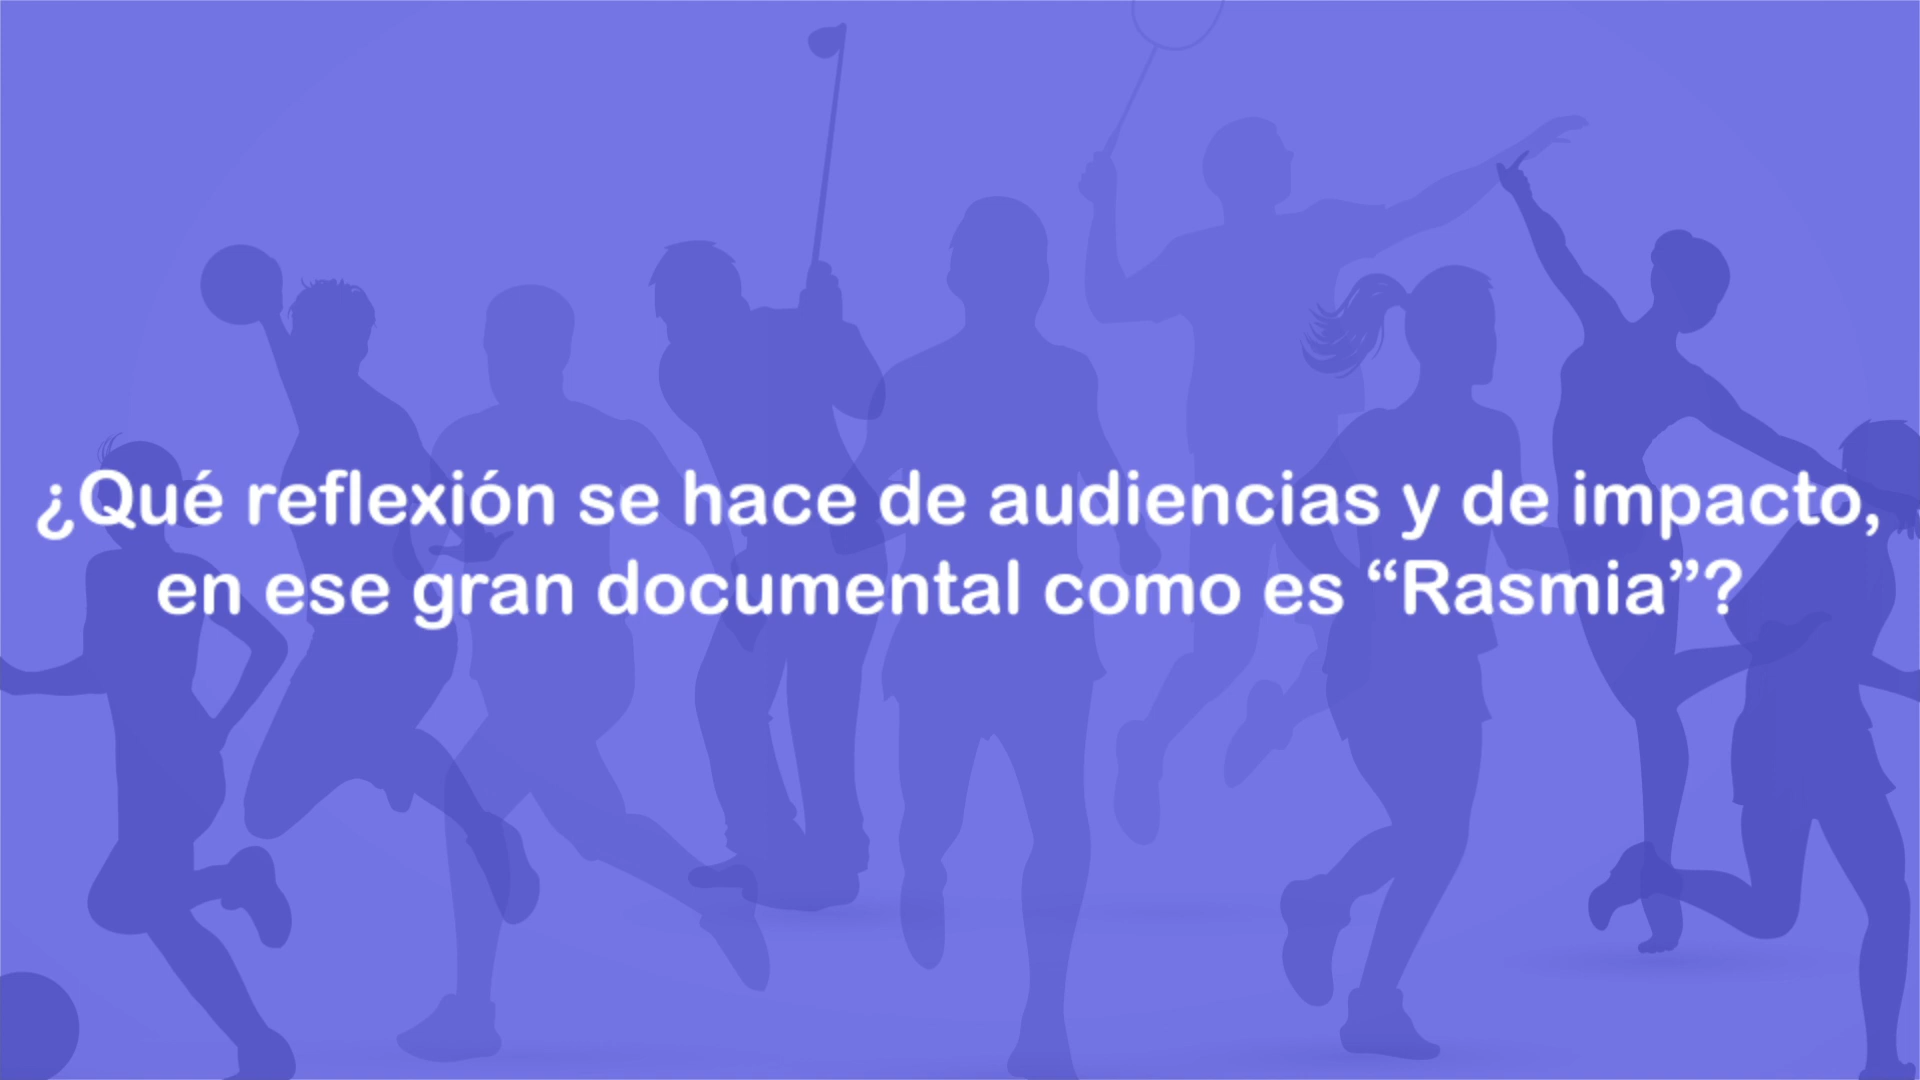 ¿Qué reflexión se hace de audiencias y de impacto,
en ese gran documental como es “Rasmia”?